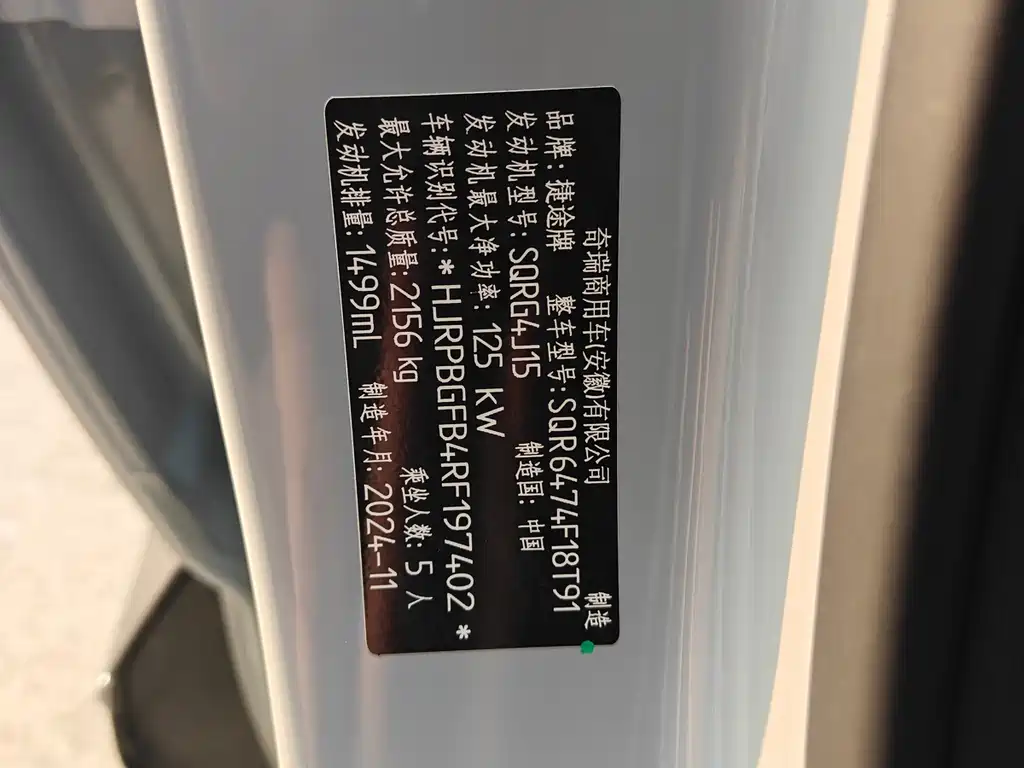 奇瑞商用车(安徽)有限公司 制造
品牌:捷途牌 整车型号:SQR6474F18T91
发动机型号:SQRG4J15 制造国:中国
发动机最大净功率:125 kW
车辆识别代号:*HJRPBGFB4RF197402*
最大允许总质量:2156 kg 乘坐人数:5 人
发动机排量:1499mL 制造年月:2024-11